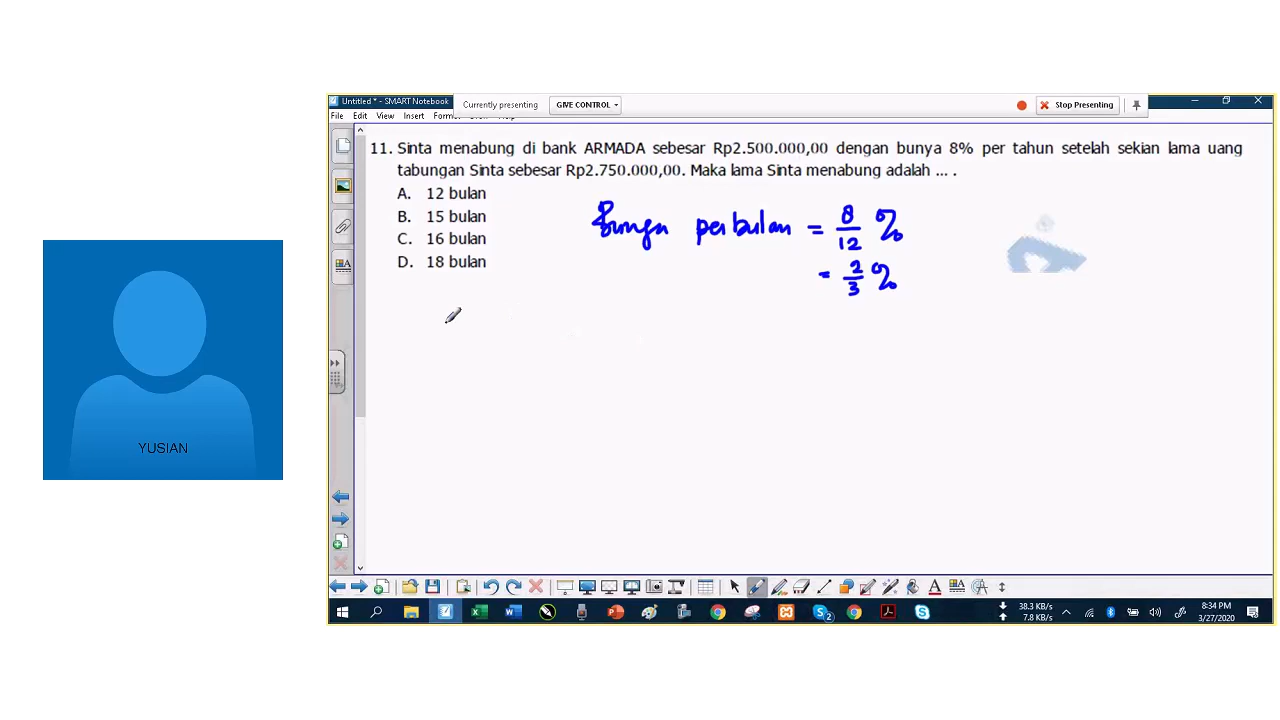 Untitled * - SMART Notebook
Currently presenting
GIVE CONTROL
Stop Presenting
File Edit View Insert
11. Sinta menabung di bank ARMADA sebesar Rp2.500.000,00 dengan bunya 8% per tahun setelah sekian lama uang
tabungan Sinta sebesar Rp2.750.000,00. Maka lama Sinta menabung adalah ... .
A. 12 bulan
B. 15 bulan
C. 16 bulan
D. 18 bulan
Bunga perbulan = 8/12 %
= 2/3 %
YUSIAN
38.3 KB/s
7.8 KB/s
8:34 PM
3/27/2020